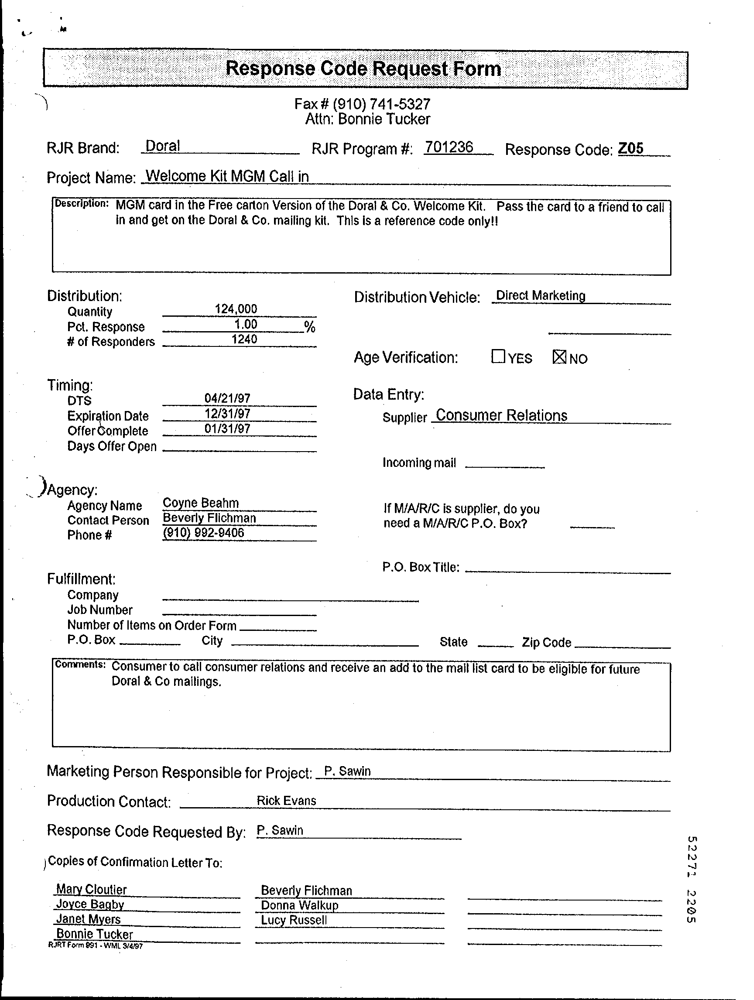 Response Code Request Form
Fax # (910) 741-5327
Attn: Bonnie Tucker
RJR Brand: Doral RJR Program #: 701236 Response Code: Z05
Project Name: Welcome Kit MGM Call in
Description: MGM card in the Free carton Version of the Doral & Co. Welcome Kit. Pass the card to a friend to call
in and get on the Doral & Co. mailing kit. This is a reference code only!!
Distribution: Distribution Vehicle: Direct Marketing
Quantity 124,000
Pct. Response 1.00 %
# of Responders 1240
Age Verification: ☐ YES ☒ NO
Timing:
DTS 04/21/97
Data Entry:
Expiration Date 12/31/97
Supplier Consumer Relations
Offer Complete 01/31/97
Days Offer Open
Incoming mail
Agency:
Agency Name Coyne Beahm
If M/A/R/C is supplier, do you
Contact Person Beverly Flichman
need a M/A/R/C P.O. Box?
Phone # (910) 992-9406
P.O. Box Title:
Fulfillment:
Company
Job Number
Number of Items on Order Form
P.O. Box City State Zip Code
Comments: Consumer to call consumer relations and receive an add to the mail list card to be eligible for future
Doral & Co mailings.
Marketing Person Responsible for Project: P. Sawin
Production Contact: Rick Evans
Response Code Requested By: P. Sawin
Copies of Confirmation Letter To:
Mary Cloutier Beverly Flichman
Joyce Bagby Donna Walkup
Janet Myers Lucy Russell
Bonnie Tucker
RJRT Form 991 - WML 3/4/97
52271 2205